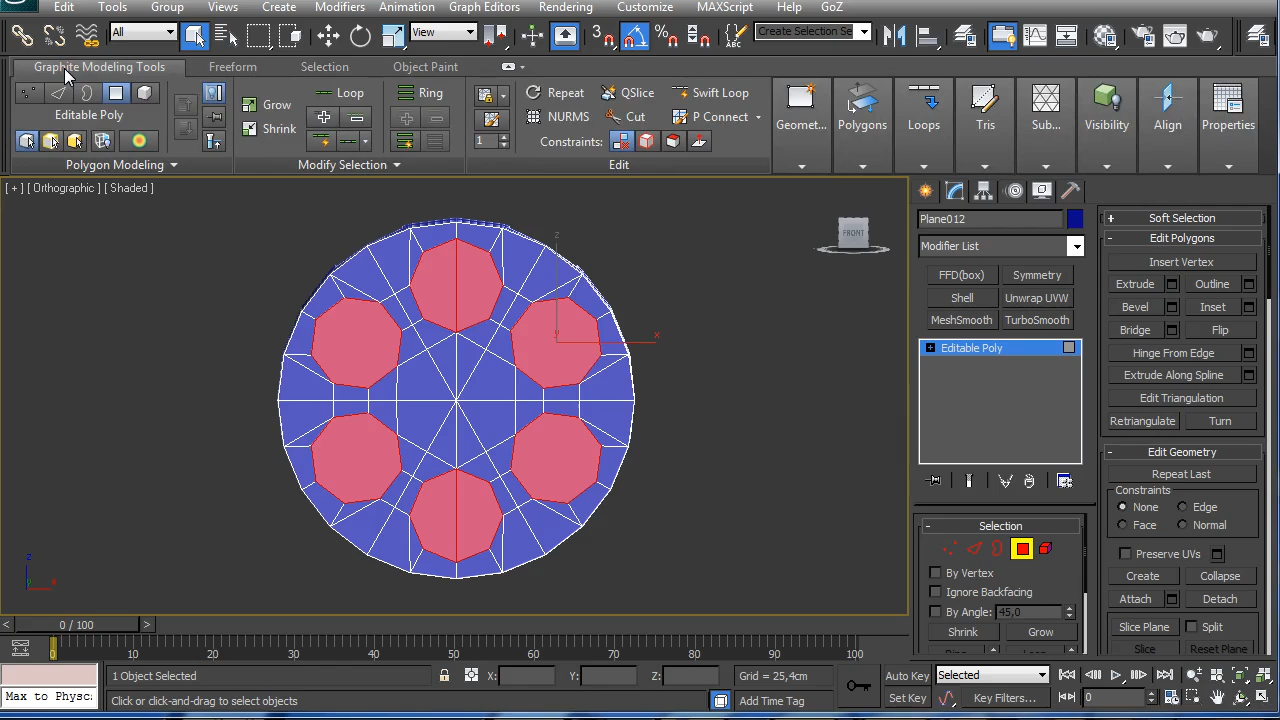 Edit Tools Group Views Create Modifiers Animation Graph Editors Rendering Customize MAXScript Help GoZ
All View 3 Create Selection Se
Graphite Modeling Tools Freeform Selection Object Paint
Editable Poly
Polygon Modeling
Grow Loop Ring
Shrink
Modify Selection
Repeat QSlice Swift Loop
NURMS Cut P Connect
1 Constraints:
Edit
Geomet... Polygons Loops Tris Sub... Visibility Align Properties
[ + ] [ Orthographic ] [ Shaded ]
FRONT
z
x
y
z
x
y
Plane012
Modifier List
FFD(box) Symmetry
Shell Unwrap UVW
MeshSmooth TurboSmooth
Editable Poly
Selection
By Vertex
Ignore Backfacing
By Angle: 45,0
Shrink Grow
Soft Selection
Edit Polygons
Insert Vertex
Extrude Outline
Bevel Inset
Bridge Flip
Hinge From Edge
Extrude Along Spline
Edit Triangulation
Retriangulate Turn
Edit Geometry
Repeat Last
Constraints
None Edge
Face Normal
Preserve UVs
Create Collapse
Attach Detach
Slice Plane Split
Slice Reset Plane
0 / 100
0 10 20 30 40 50 60 70 80 90 100
1 Object Selected X: Y: Z: Grid = 25,4cm Auto Key Selected
Max to Physc: Click or click-and-drag to select objects Add Time Tag Set Key Key Filters... 0